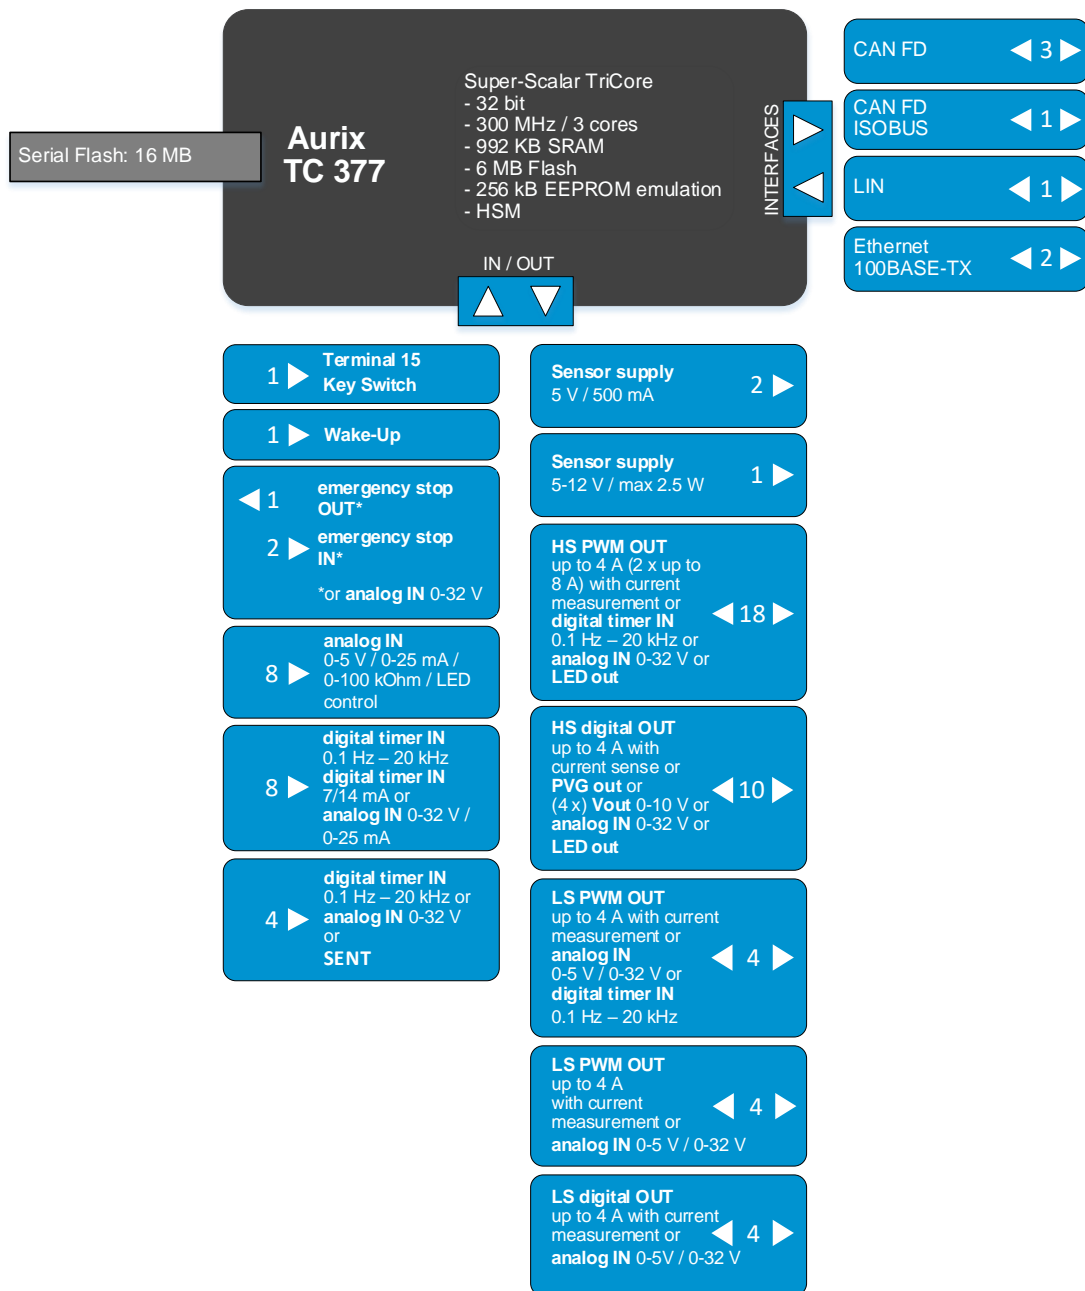 Serial Flash: 16 MB
Aurix
TC 377
Super-Scalar TriCore
- 32 bit
- 300 MHz / 3 cores
- 992 KB SRAM
- 6 MB Flash
- 256 kB EEPROM emulation
- HSM
INTERFACES
IN / OUT
CAN FD 3
CAN FD
ISOBUS 1
LIN 1
Ethernet
100BASE-TX 2
1 Terminal 15
Key Switch
1 Wake-Up
1 emergency stop
OUT*
2 emergency stop
IN*
*or analog IN 0-32 V
analog IN
0-5 V / 0-25 mA /
8 0-100 kOhm / LED
control
digital timer IN
0.1 Hz – 20 kHz
digital timer IN
8 7/14 mA or
analog IN 0-32 V /
0-25 mA
digital timer IN
0.1 Hz – 20 kHz or
4 analog IN 0-32 V
or
SENT
Sensor supply
5 V / 500 mA 2
Sensor supply
5-12 V / max 2.5 W 1
HS PWM OUT
up to 4 A (2 x up to
8 A) with current
measurement or
digital timer IN 18
0.1 Hz – 20 kHz or
analog IN 0-32 V or
LED out
HS digital OUT
up to 4 A with
current sense or
PVG out or 10
(4 x) Vout 0-10 V or
analog IN 0-32 V or
LED out
LS PWM OUT
up to 4 A with current
measurement or
analog IN 4
0-5 V / 0-32 V or
digital timer IN
0.1 Hz – 20 kHz
LS PWM OUT
up to 4 A
with current 4
measurement or
analog IN 0-5 V / 0-32 V
LS digital OUT
up to 4 A with current
measurement or 4
analog IN 0-5V / 0-32 V